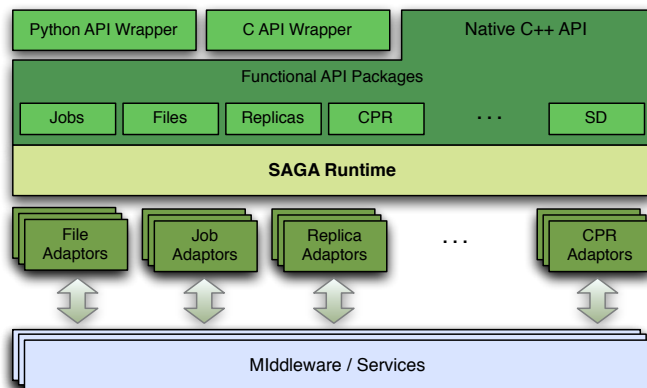 Python API Wrapper
C API Wrapper
Native C++ API
Functional API Packages
Jobs
Files
Replicas
CPR
. . .
SD
SAGA Runtime
File
Adaptors
Job
Adaptors
Replica
Adaptors
. . .
CPR
Adaptors
MIddleware / Services